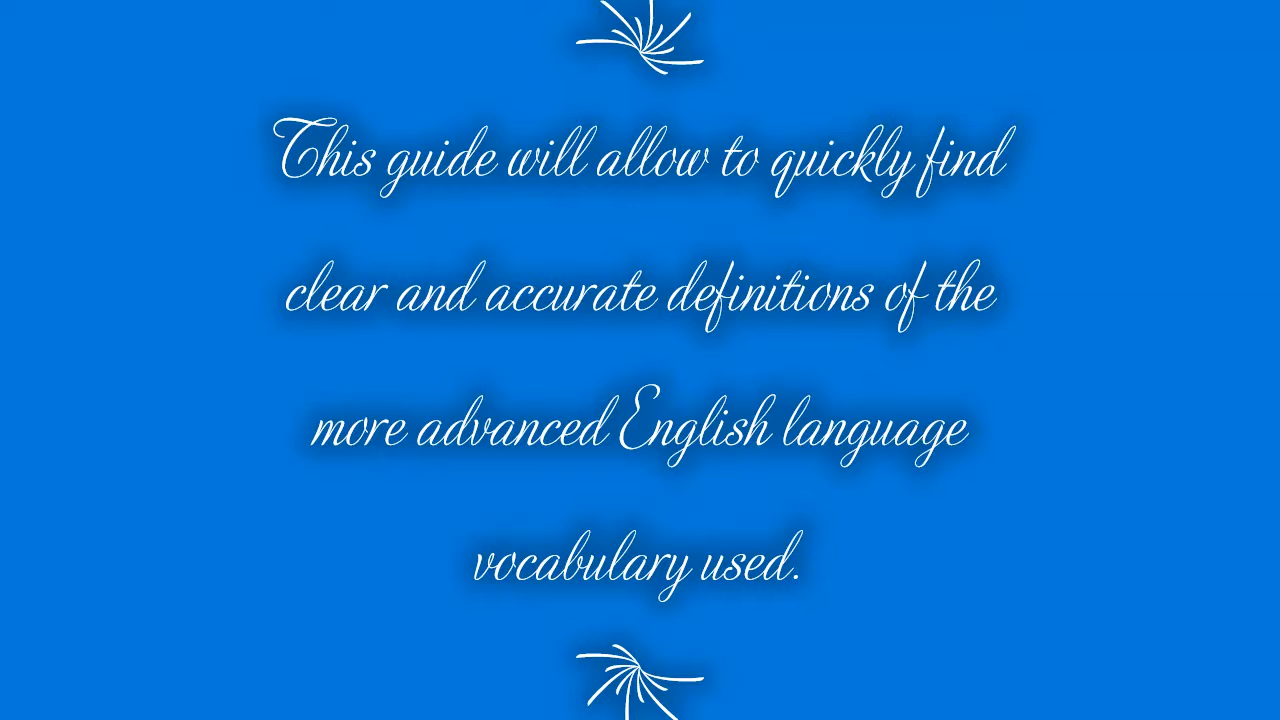 This guide will allow to quickly find
clear and accurate definitions of the
more advanced English language
vocabulary used.